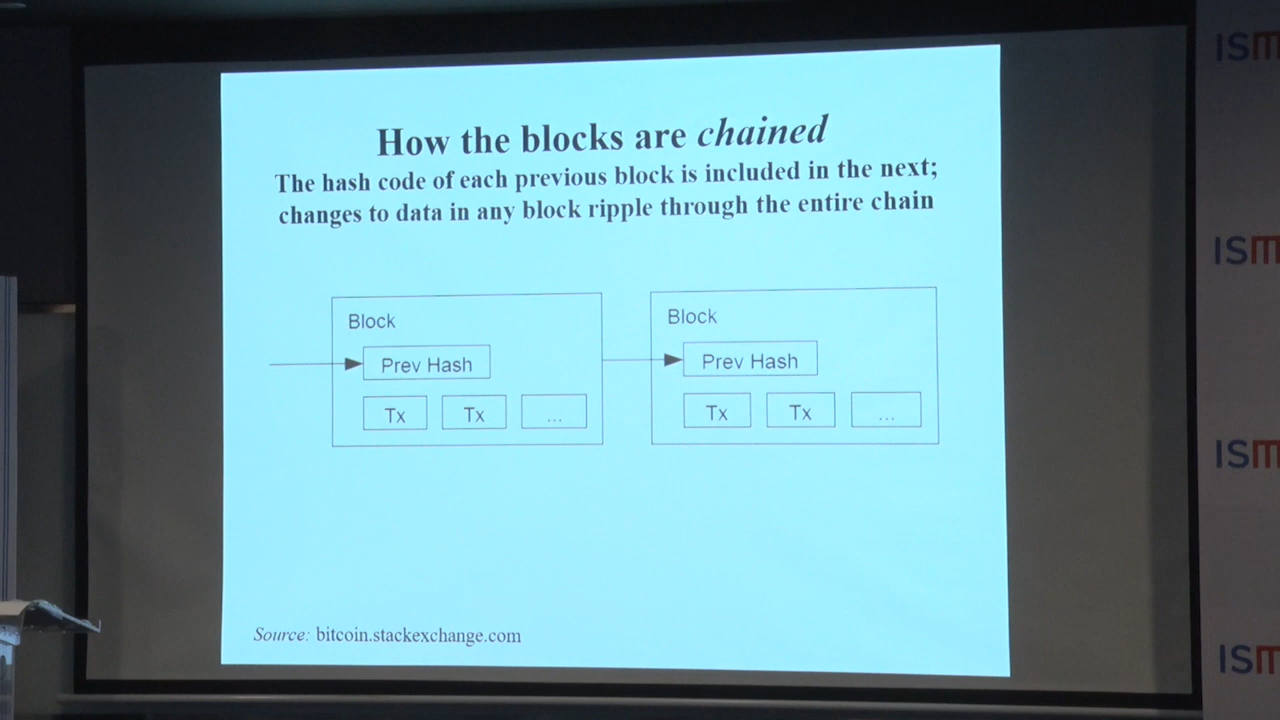 How the blocks are chained
The hash code of each previous block is included in the next;
changes to data in any block ripple through the entire chain
Block
Prev Hash
Tx Tx ...
Block
Prev Hash
Tx Tx ...
Source: bitcoin.stackexchange.com
ISM
ISM
ISM
ISM